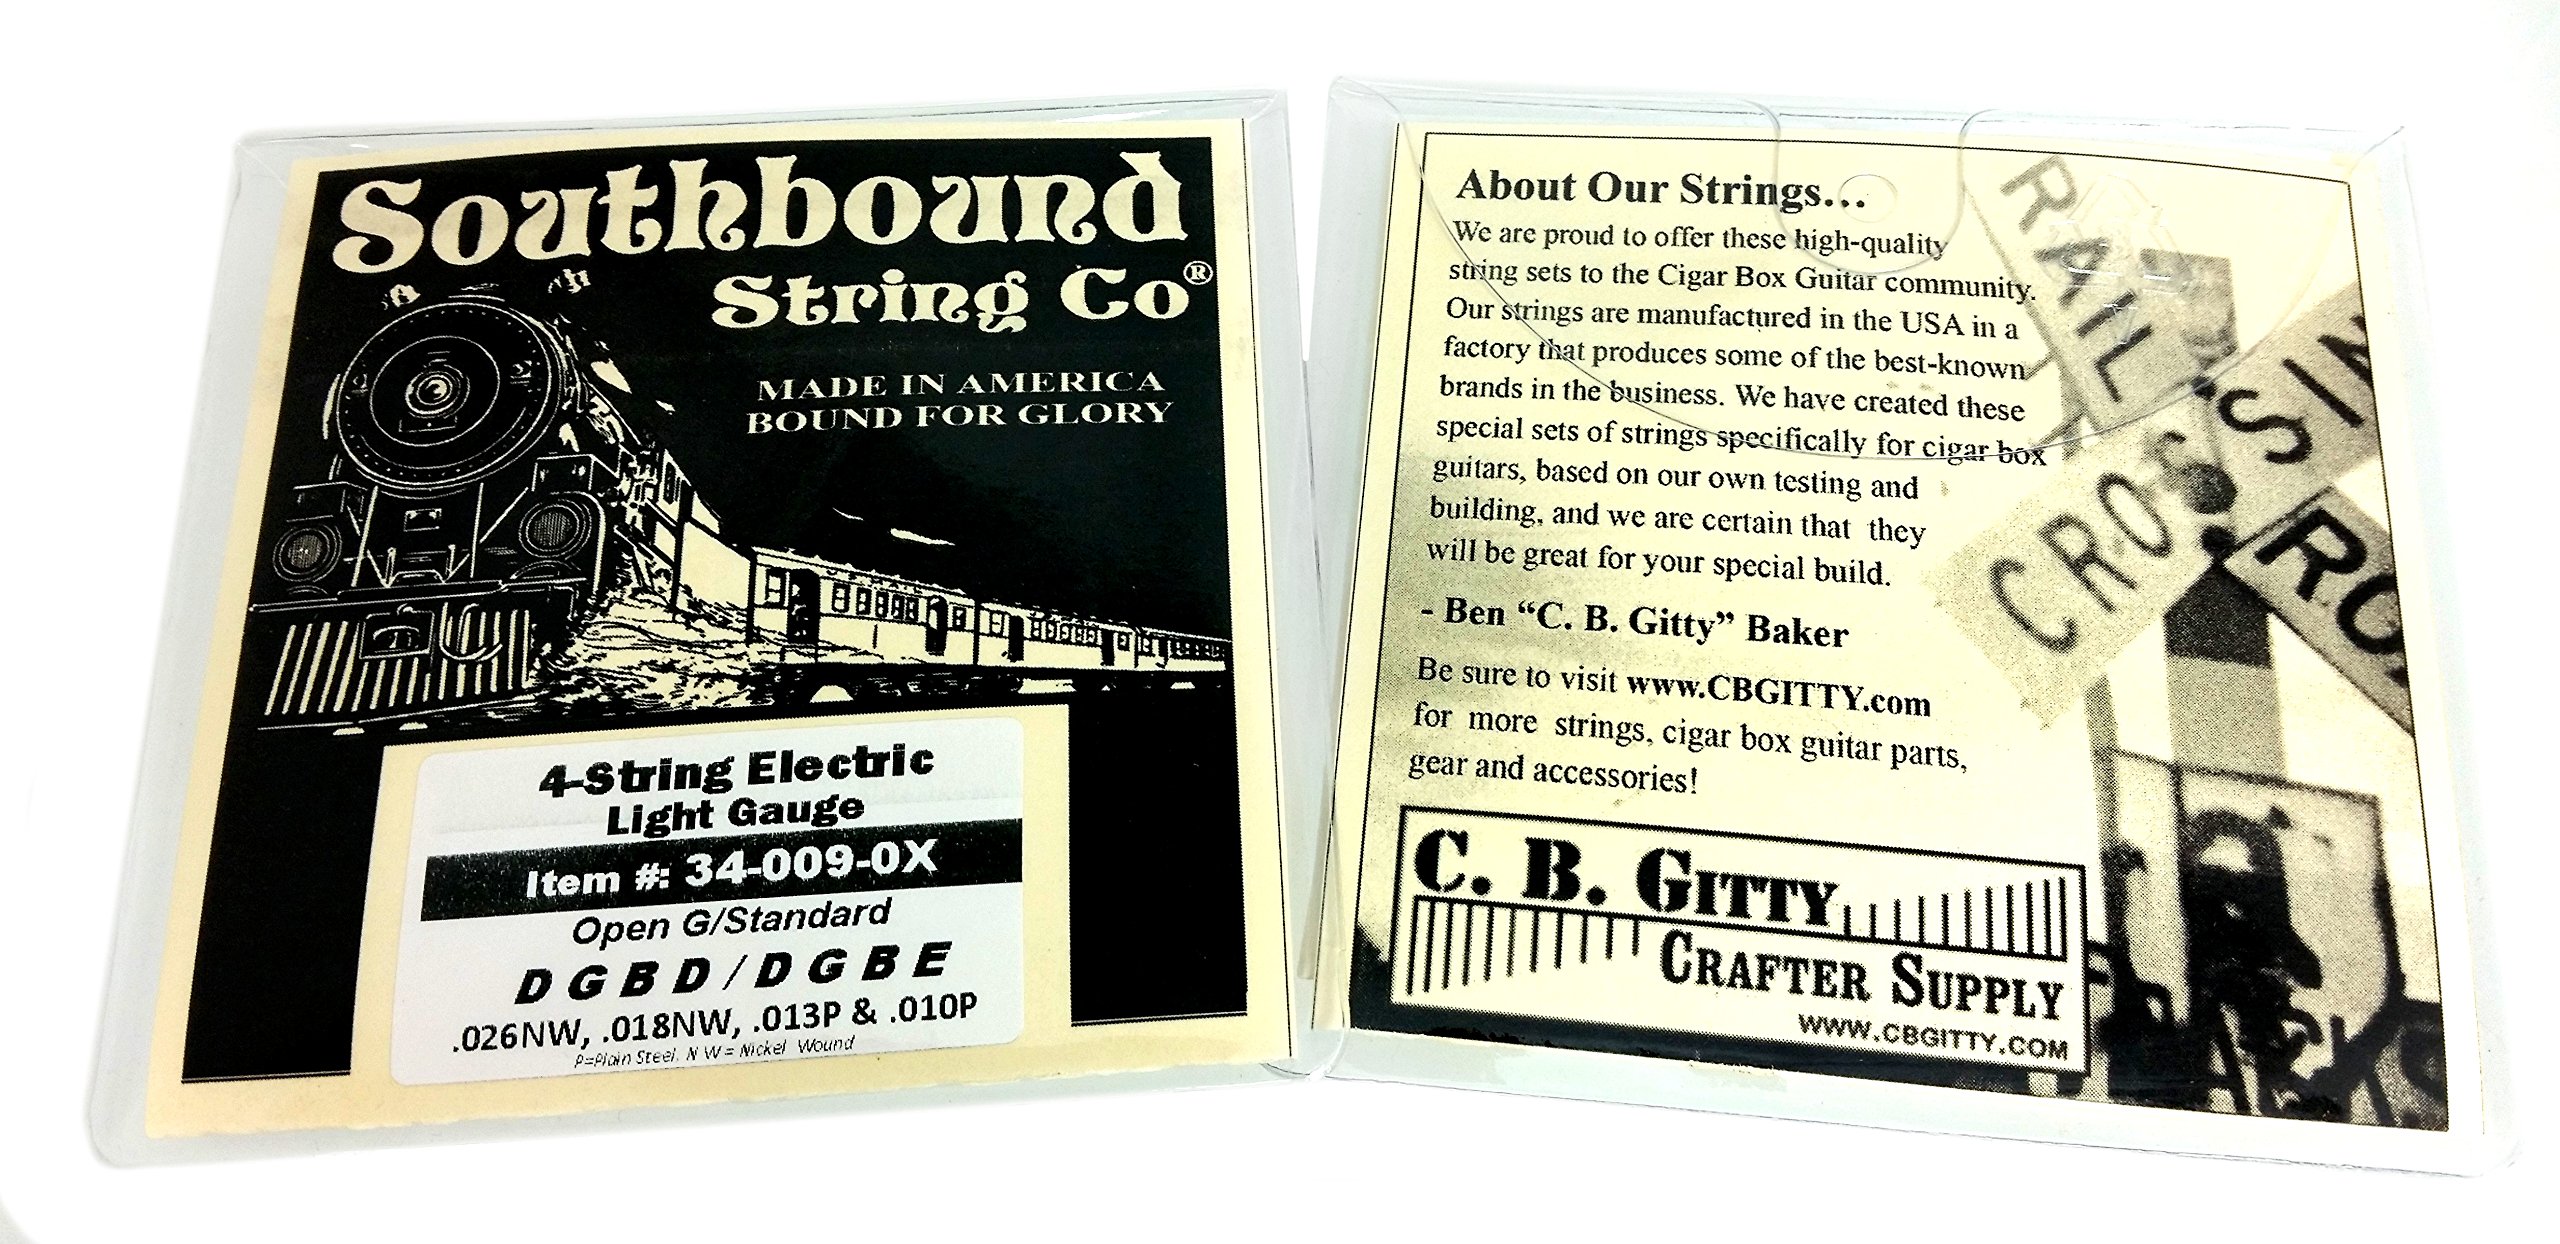 Southbound
String Co®
MADE IN AMERICA
BOUND FOR GLORY
4-String Electric
Light Gauge
Item #: 34-009-0X
Open G/Standard
D G B D / D G B E
.026NW, .018NW, .013P & .010P
P=Plain Steel. N W = Nickel Wound
About Our Strings...
We are proud to offer these high-quality
string sets to the Cigar Box Guitar community.
Our strings are manufactured in the USA in a
factory that produces some of the best-known
brands in the business. We have created these
special sets of strings specifically for cigar box
guitars, based on our own testing and
building, and we are certain that they
will be great for your special build.
- Ben “C. B. Gitty” Baker
Be sure to visit www.CBGITTY.com
for more strings, cigar box guitar parts,
gear and accessories!
C. B. GITTY
CRAFTER SUPPLY
WWW.CBGITTY.COM
RAIL
CROS
SIN
RO